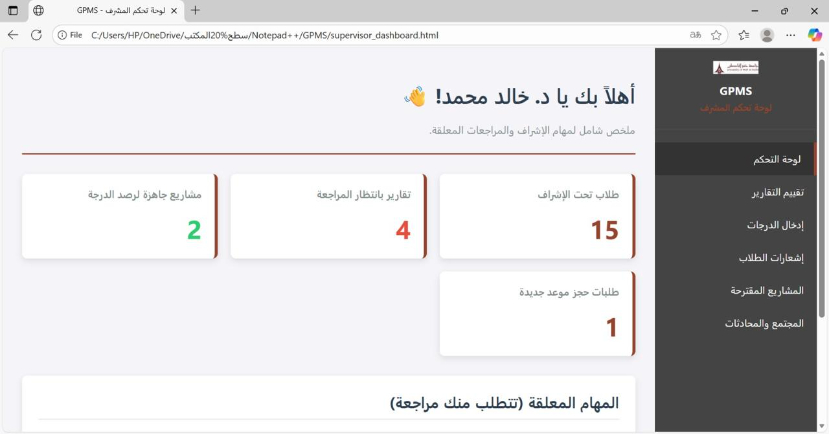 GPMS - لوحة تحكم المشرف
File
C:/Users/HP/OneDrive/سطح%20المكتب/Notepad++/GPMS/supervisor_dashboard.html
GPMS
لوحة تحكم المشرف
لوحة التحكم
تقييم التقارير
إدخال الدرجات
إشعارات الطلاب
المشاريع المقترحة
المجتمع والمحادثات
أهلاً بك يا د. خالد محمد! 👋
ملخص شامل لمهام الإشراف والمراجعات المعلقة.
طلاب تحت الإشراف
15
تقارير بانتظار المراجعة
4
مشاريع جاهزة لرصد الدرجة
2
طلبات حجز موعد جديدة
1
المهام المعلقة (تتطلب منك مراجعة)